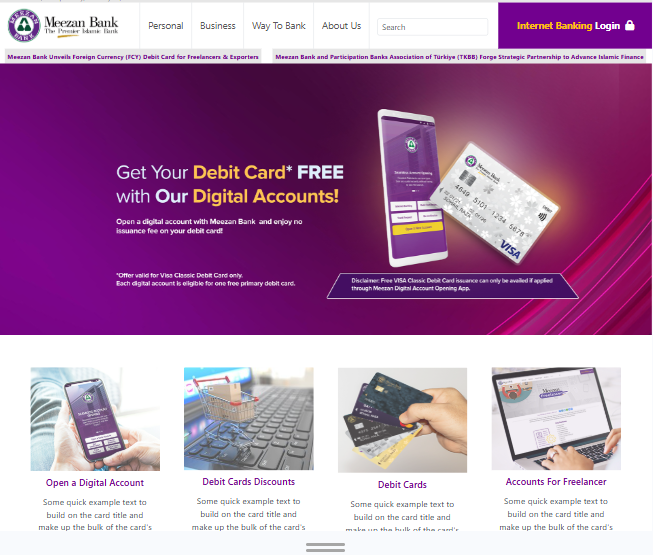 MEEZAN BANK
Meezan Bank
The Premier Islamic Bank
Personal
Business
Way To Bank
About Us
Search
Internet Banking Login
Meezan Bank Unveils Foreign Currency (FCY) Debit Card for Freelancers & Exporters
Meezan Bank and Participation Banks Association of Türkiye (TKBB) Forge Strategic Partnership to Advance Islamic Finance
Get Your Debit Card* FREE
with Our Digital Accounts!
Open a digital account with Meezan Bank and enjoy no
issuance fee on your debit card!
*Offer valid for Visa Classic Debit Card only.
Each digital account is eligible for one free primary debit card.
Meezan Bank
DEBIT
VISA
Disclaimer: Free VISA Classic Debit Card issuance can only be availed if applied
through Meezan Digital Account Opening App.
Open a Digital Account
Some quick example text to
build on the card title and
make up the bulk of the card's
Debit Cards Discounts
Some quick example text to
build on the card title and
make up the bulk of the card's
Debit Cards
Some quick example text to
build on the card title and
make up the bulk of the card's
Accounts For Freelancer
Some quick example text to
build on the card title and
make up the bulk of the card's